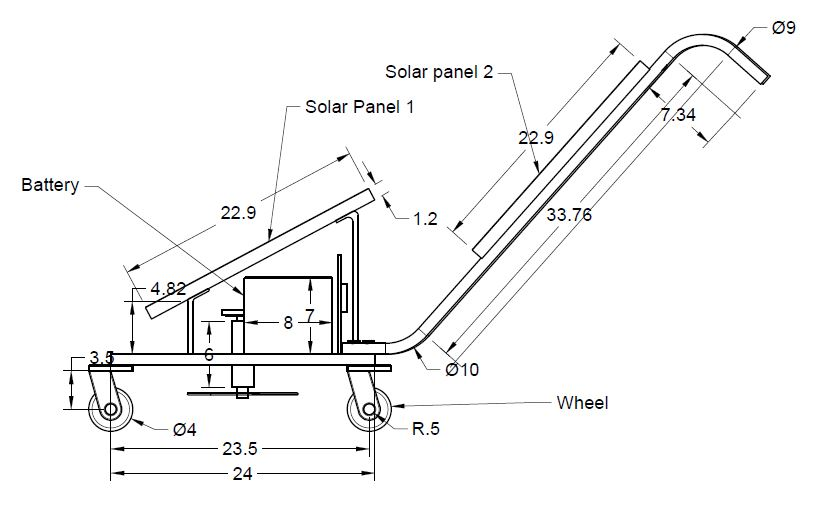 Ø9
Solar panel 2
Solar Panel 1
7.34
22.9
Battery
22.9
1.2
33.76
4.82
8
7
6
3.5
Ø10
Wheel
Ø4
R.5
23.5
24